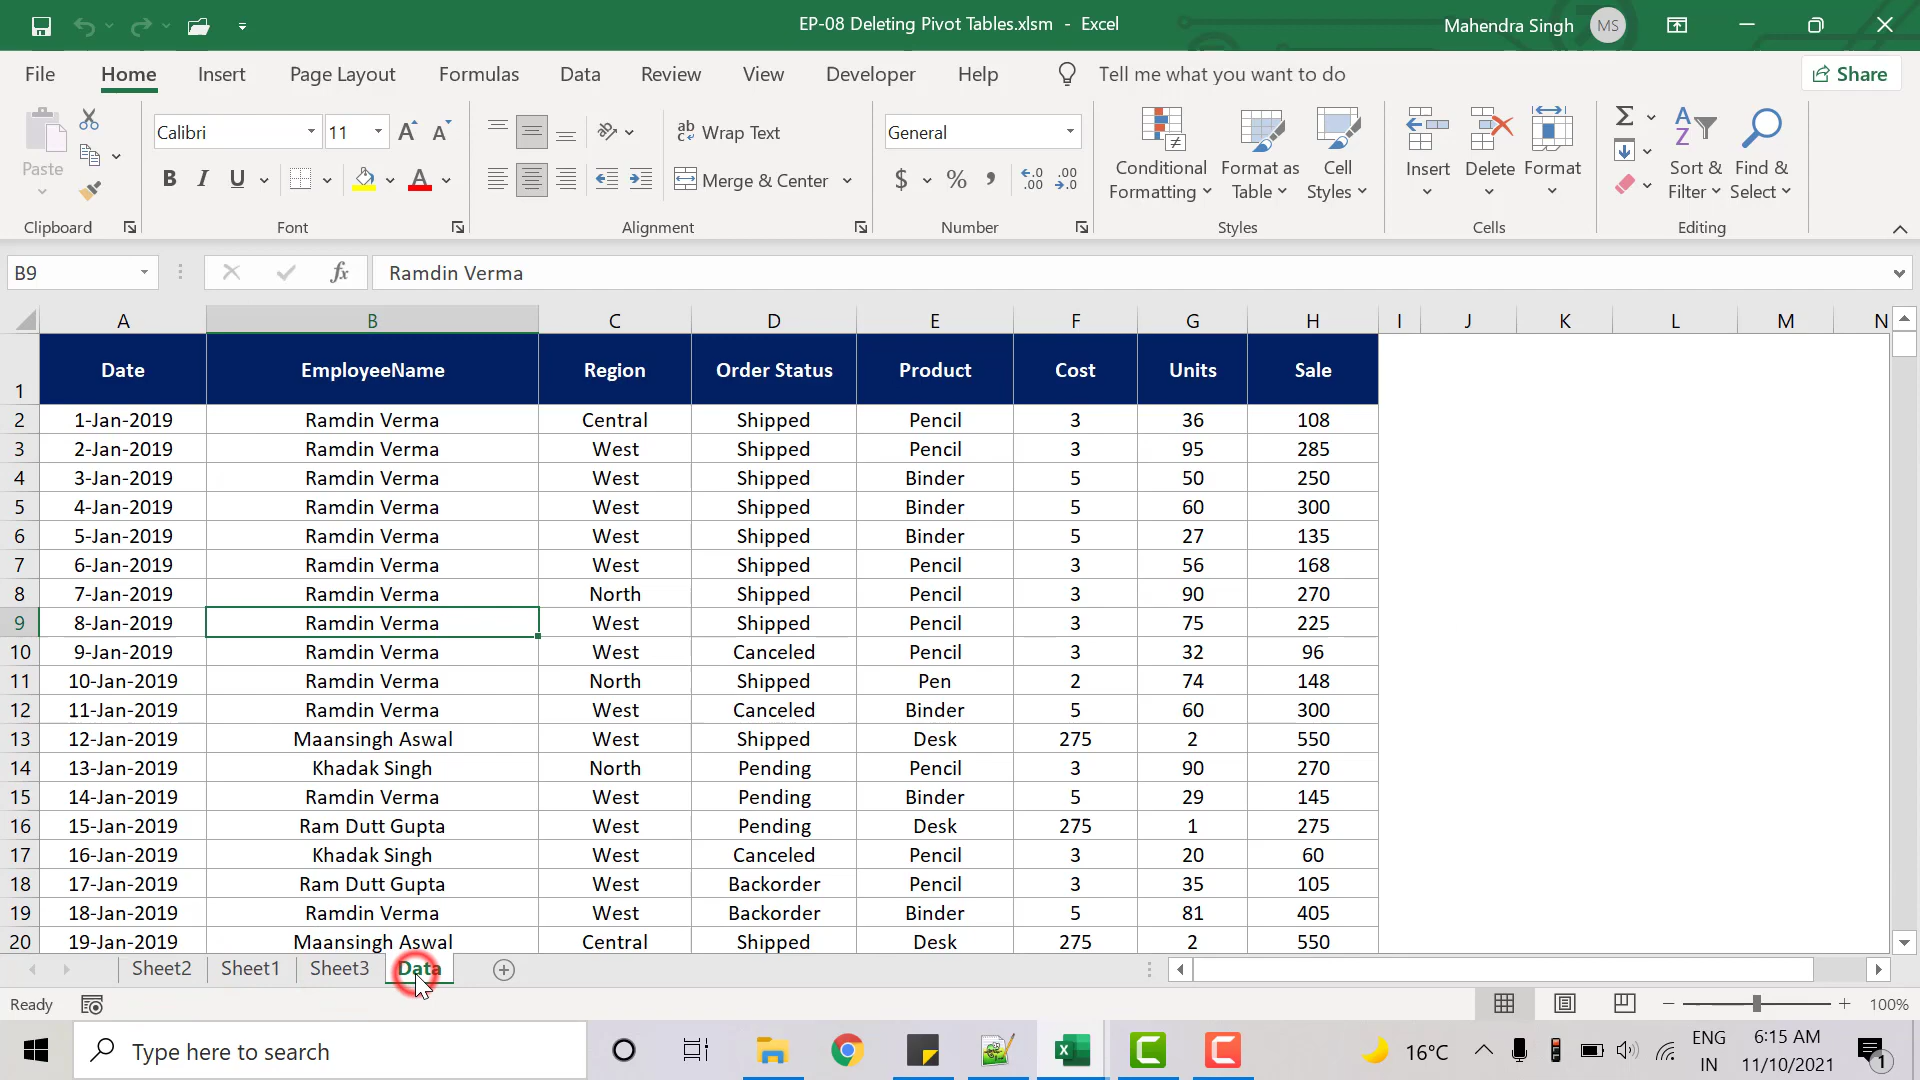 EP-08 Deleting Pivot Tables.xlsm - Excel
Mahendra Singh MS
File Home Insert Page Layout Formulas Data Review View Developer Help Tell me what you want to do Share
Paste
Clipboard
Calibri 11
B I U
Font
ab Wrap Text
Merge & Center
Alignment
General
$ % ,
Number
Conditional Formatting
Format as Table
Cell Styles
Styles
Insert Delete Format
Cells
Sort & Filter
Find & Select
Editing
B9 fx Ramdin Verma
A B C D E F G H I J K L M N
1 Date EmployeeName Region Order Status Product Cost Units Sale
2 1-Jan-2019 Ramdin Verma Central Shipped Pencil 3 36 108
3 2-Jan-2019 Ramdin Verma West Shipped Pencil 3 95 285
4 3-Jan-2019 Ramdin Verma West Shipped Binder 5 50 250
5 4-Jan-2019 Ramdin Verma West Shipped Binder 5 60 300
6 5-Jan-2019 Ramdin Verma West Shipped Binder 5 27 135
7 6-Jan-2019 Ramdin Verma West Shipped Pencil 3 56 168
8 7-Jan-2019 Ramdin Verma North Shipped Pencil 3 90 270
9 8-Jan-2019 Ramdin Verma West Shipped Pencil 3 75 225
10 9-Jan-2019 Ramdin Verma West Canceled Pencil 3 32 96
11 10-Jan-2019 Ramdin Verma North Shipped Pen 2 74 148
12 11-Jan-2019 Ramdin Verma West Canceled Binder 5 60 300
13 12-Jan-2019 Maansingh Aswal West Shipped Desk 275 2 550
14 13-Jan-2019 Khadak Singh North Pending Pencil 3 90 270
15 14-Jan-2019 Ramdin Verma West Pending Binder 5 29 145
16 15-Jan-2019 Ram Dutt Gupta West Pending Desk 275 1 275
17 16-Jan-2019 Khadak Singh West Canceled Pencil 3 20 60
18 17-Jan-2019 Ram Dutt Gupta West Backorder Pencil 3 35 105
19 18-Jan-2019 Ramdin Verma West Backorder Binder 5 81 405
20 19-Jan-2019 Maansingh Aswal Central Shipped Desk 275 2 550
Sheet2 Sheet1 Sheet3 Data
Ready 100%
Type here to search
16°C
ENG
IN
6:15 AM
11/10/2021
1